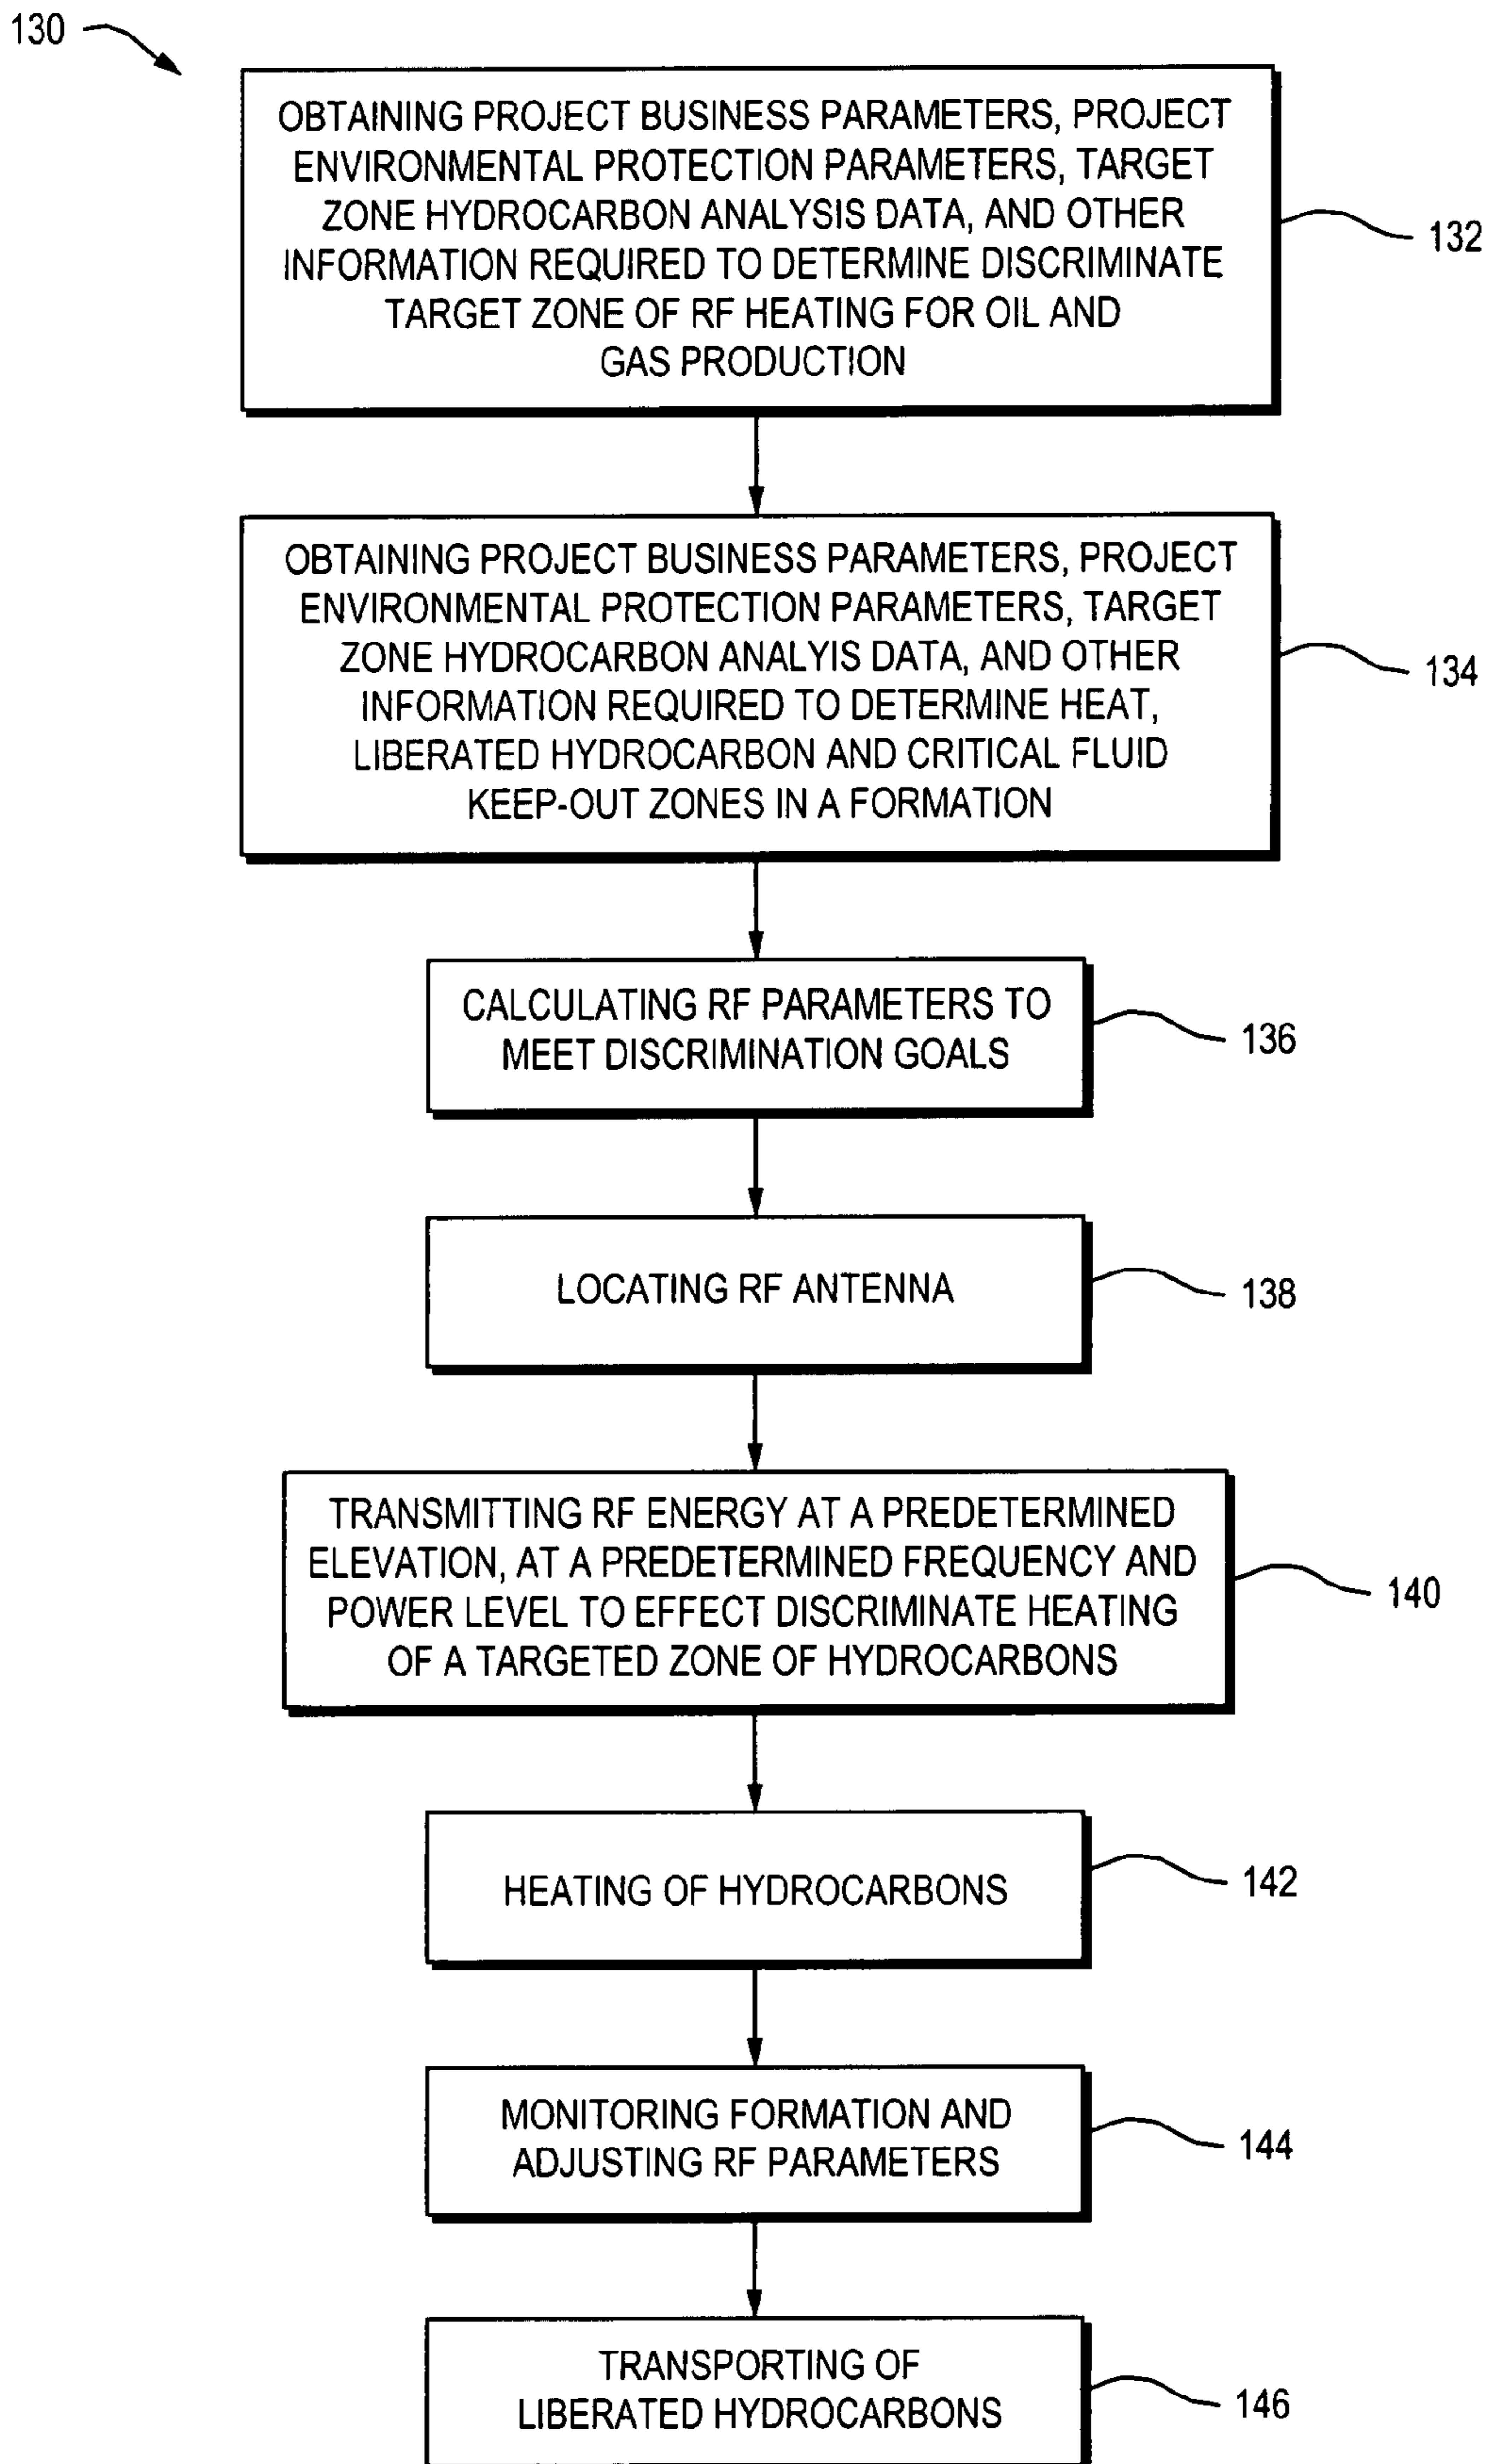 130
OBTAINING PROJECT BUSINESS PARAMETERS, PROJECT
ENVIRONMENTAL PROTECTION PARAMETERS, TARGET
ZONE HYDROCARBON ANALYSIS DATA, AND OTHER
INFORMATION REQUIRED TO DETERMINE DISCRIMINATE
TARGET ZONE OF RF HEATING FOR OIL AND
GAS PRODUCTION
132
OBTAINING PROJECT BUSINESS PARAMETERS, PROJECT
ENVIRONMENTAL PROTECTION PARAMETERS, TARGET
ZONE HYDROCARBON ANALYIS DATA, AND OTHER
INFORMATION REQUIRED TO DETERMINE HEAT,
LIBERATED HYDROCARBON AND CRITICAL FLUID
KEEP-OUT ZONES IN A FORMATION
134
CALCULATING RF PARAMETERS TO
MEET DISCRIMINATION GOALS
136
LOCATING RF ANTENNA
138
TRANSMITTING RF ENERGY AT A PREDETERMINED
ELEVATION, AT A PREDETERMINED FREQUENCY AND
POWER LEVEL TO EFFECT DISCRIMINATE HEATING
OF A TARGETED ZONE OF HYDROCARBONS
140
HEATING OF HYDROCARBONS
142
MONITORING FORMATION AND
ADJUSTING RF PARAMETERS
144
TRANSPORTING OF
LIBERATED HYDROCARBONS
146